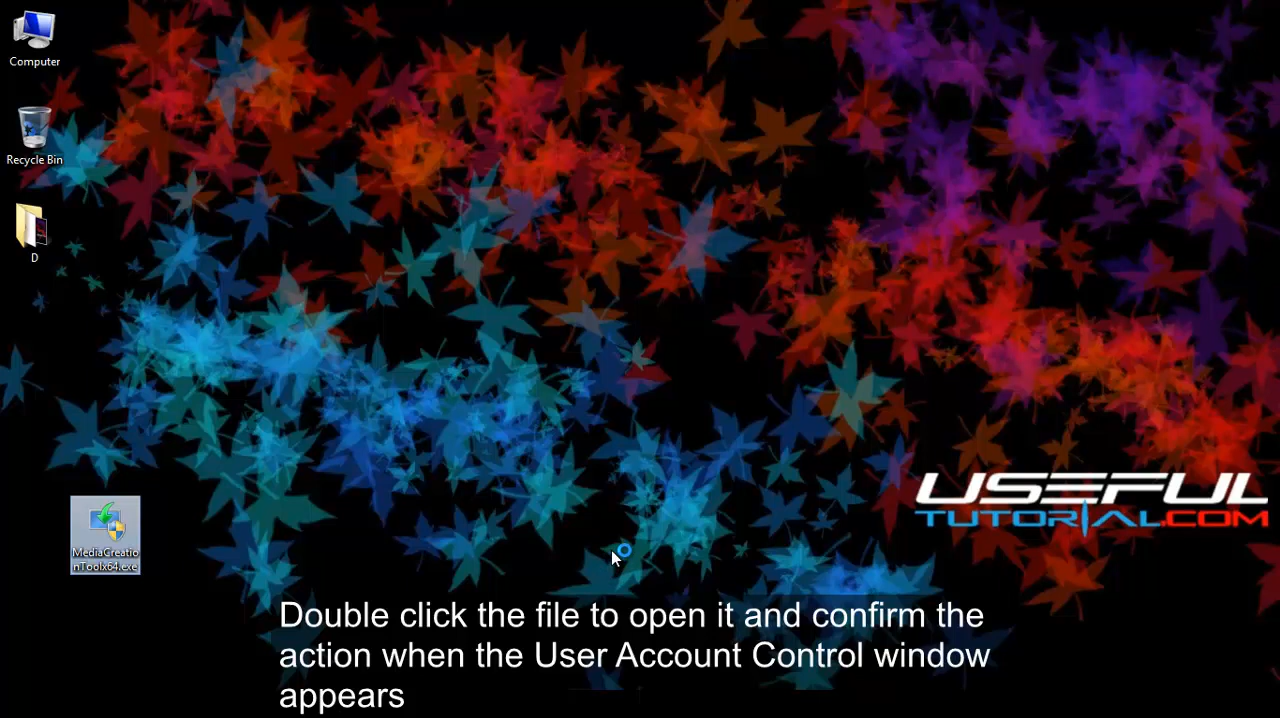 Computer
Recycle Bin
D
USEFUL
TUTORIAL.COM
MediaCreatio
nToolx64.exe
Double click the file to open it and confirm the
action when the User Account Control window
appears